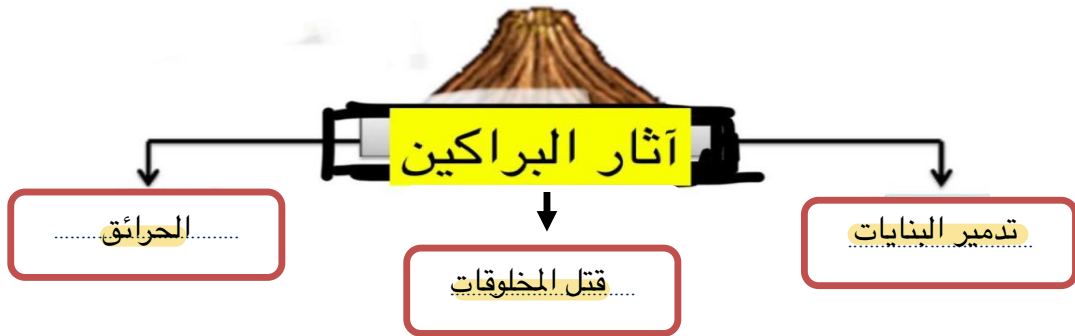 آثار البراكين
تدمير البنايات
قتل المخلوقات
الحرائق